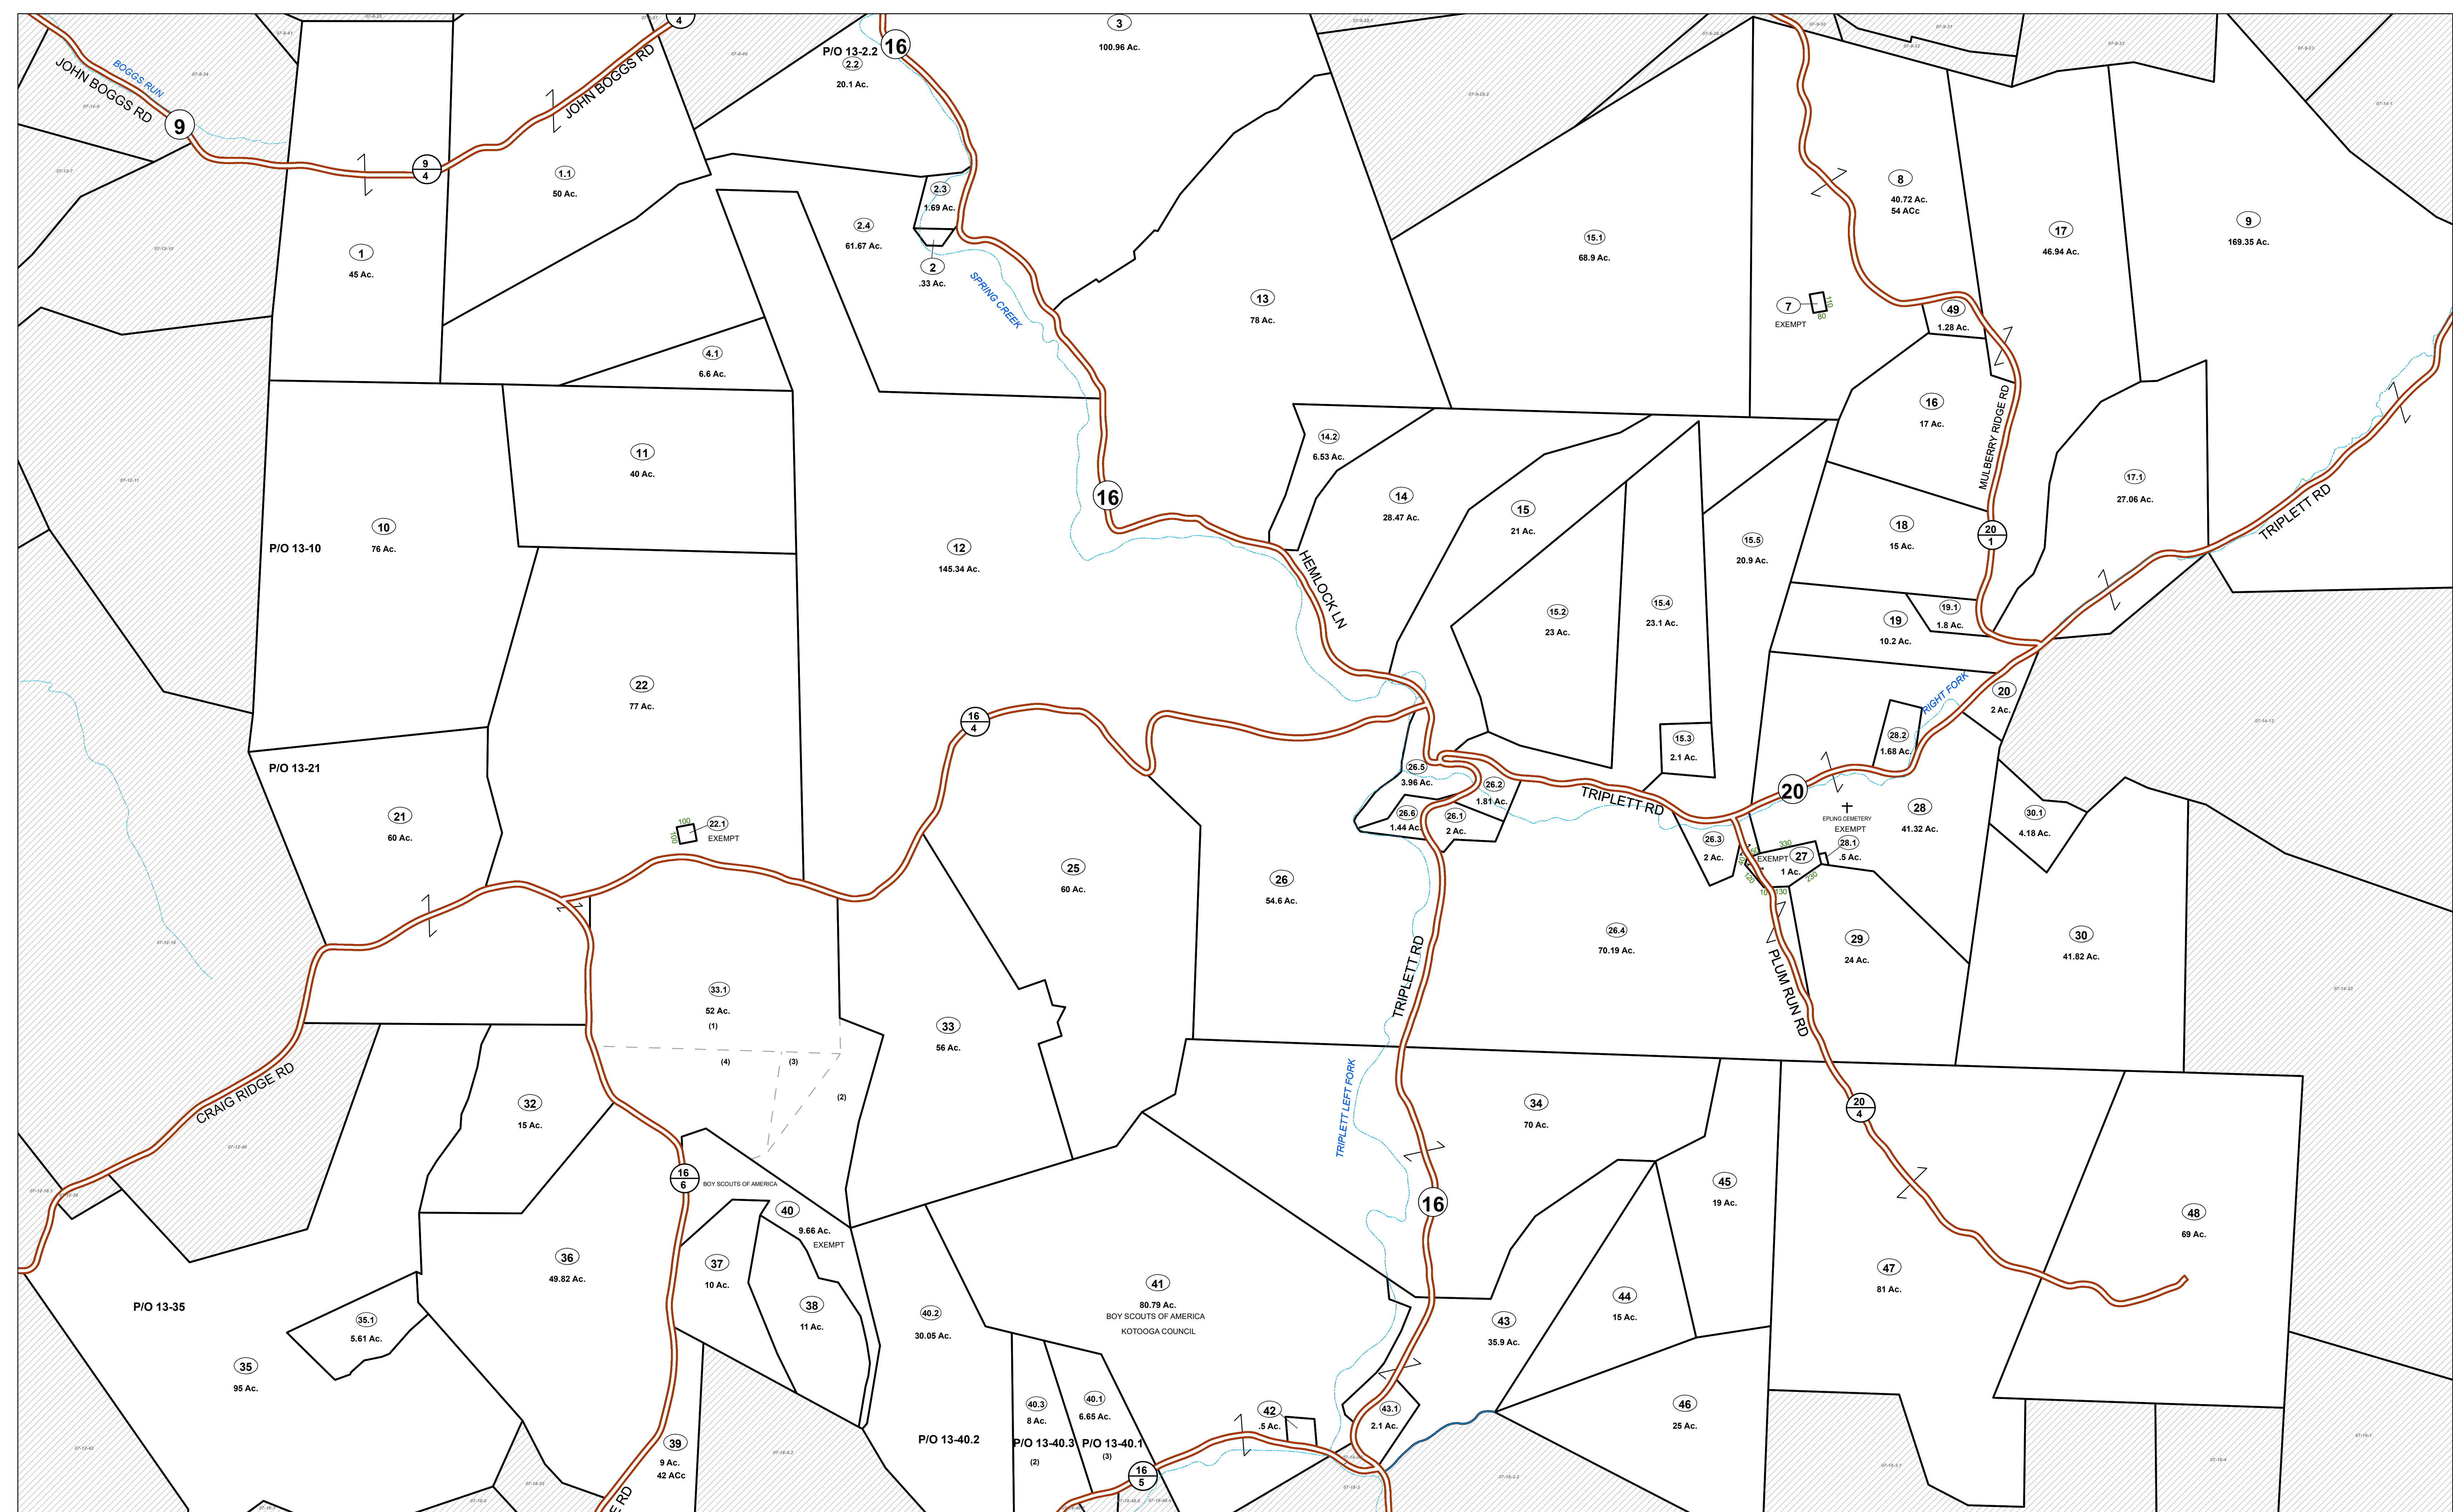 4
16
3
100.96 Ac.
P/O 13-2.2
2.2
20.1 Ac.
BOGGS RUN
JOHN BOGGS RD
JOHN BOGGS RD
9
9
4
1.1
50 Ac.
2.3
1.69 Ac.
2.4
61.67 Ac.
2
.33 Ac.
1
45 Ac.
SPRING CREEK
13
78 Ac.
15.1
68.9 Ac.
8
40.72 Ac.
54 ACc
17
46.94 Ac.
9
169.35 Ac.
7
EXEMPT
110
80
49
1.28 Ac.
4.1
6.6 Ac.
16
17 Ac.
MULBERRY RIDGE RD
11
40 Ac.
14.2
6.53 Ac.
14
28.47 Ac.
16
15
21 Ac.
17.1
27.06 Ac.
TRIPLETT RD
10
76 Ac.
P/O 13-10
12
145.34 Ac.
18
15 Ac.
20
1
15.5
20.9 Ac.
HEMLOCK LN
15.2
23 Ac.
15.4
23.1 Ac.
19
10.2 Ac.
19.1
1.8 Ac.
22
77 Ac.
16
4
RIGHT FORK
20
2 Ac.
28.2
1.68 Ac.
15.3
2.1 Ac.
P/O 13-21
26.5
3.96 Ac.
26.2
1.81 Ac.
TRIPLETT RD
20
21
60 Ac.
100
100
22.1
EXEMPT
26.6
1.44 Ac.
26.1
2 Ac.
28
41.32 Ac.
EPLING CEMETERY
EXEMPT
30.1
4.18 Ac.
26.3
2 Ac.
330
28.1
.5 Ac.
EXEMPT
27
1 Ac.
120
130
230
25
60 Ac.
26
54.6 Ac.
26.4
70.19 Ac.
29
24 Ac.
30
41.82 Ac.
TRIPLETT RD
PLUM RUN RD
33.1
52 Ac.
(1)
(4)
(3)
(2)
33
56 Ac.
CRAIG RIDGE RD
32
15 Ac.
TRIPLETT LEFT FORK
34
70 Ac.
20
4
16
6
BOY SCOUTS OF AMERICA
45
19 Ac.
16
40
9.66 Ac.
EXEMPT
48
69 Ac.
36
49.82 Ac.
37
10 Ac.
47
81 Ac.
41
80.79 Ac.
BOY SCOUTS OF AMERICA
KOTOOGA COUNCIL
P/O 13-35
35.1
5.61 Ac.
38
11 Ac.
40.2
30.05 Ac.
43
35.9 Ac.
44
15 Ac.
35
95 Ac.
40.3
8 Ac.
40.1
6.65 Ac.
42
.5 Ac.
43.1
2.1 Ac.
46
25 Ac.
39
9 Ac.
42 ACc
P/O 13-40.2
P/O 13-40.3
(2)
P/O 13-40.1
(3)
16
5
E RD